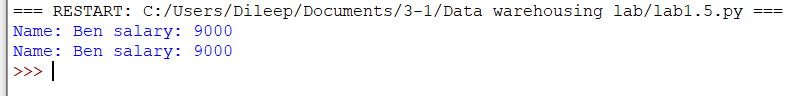 === RESTART: C:/Users/Dileep/Documents/3-1/Data warehousing lab/lab1.5.py ===
Name: Ben salary: 9000
Name: Ben salary: 9000
>>>